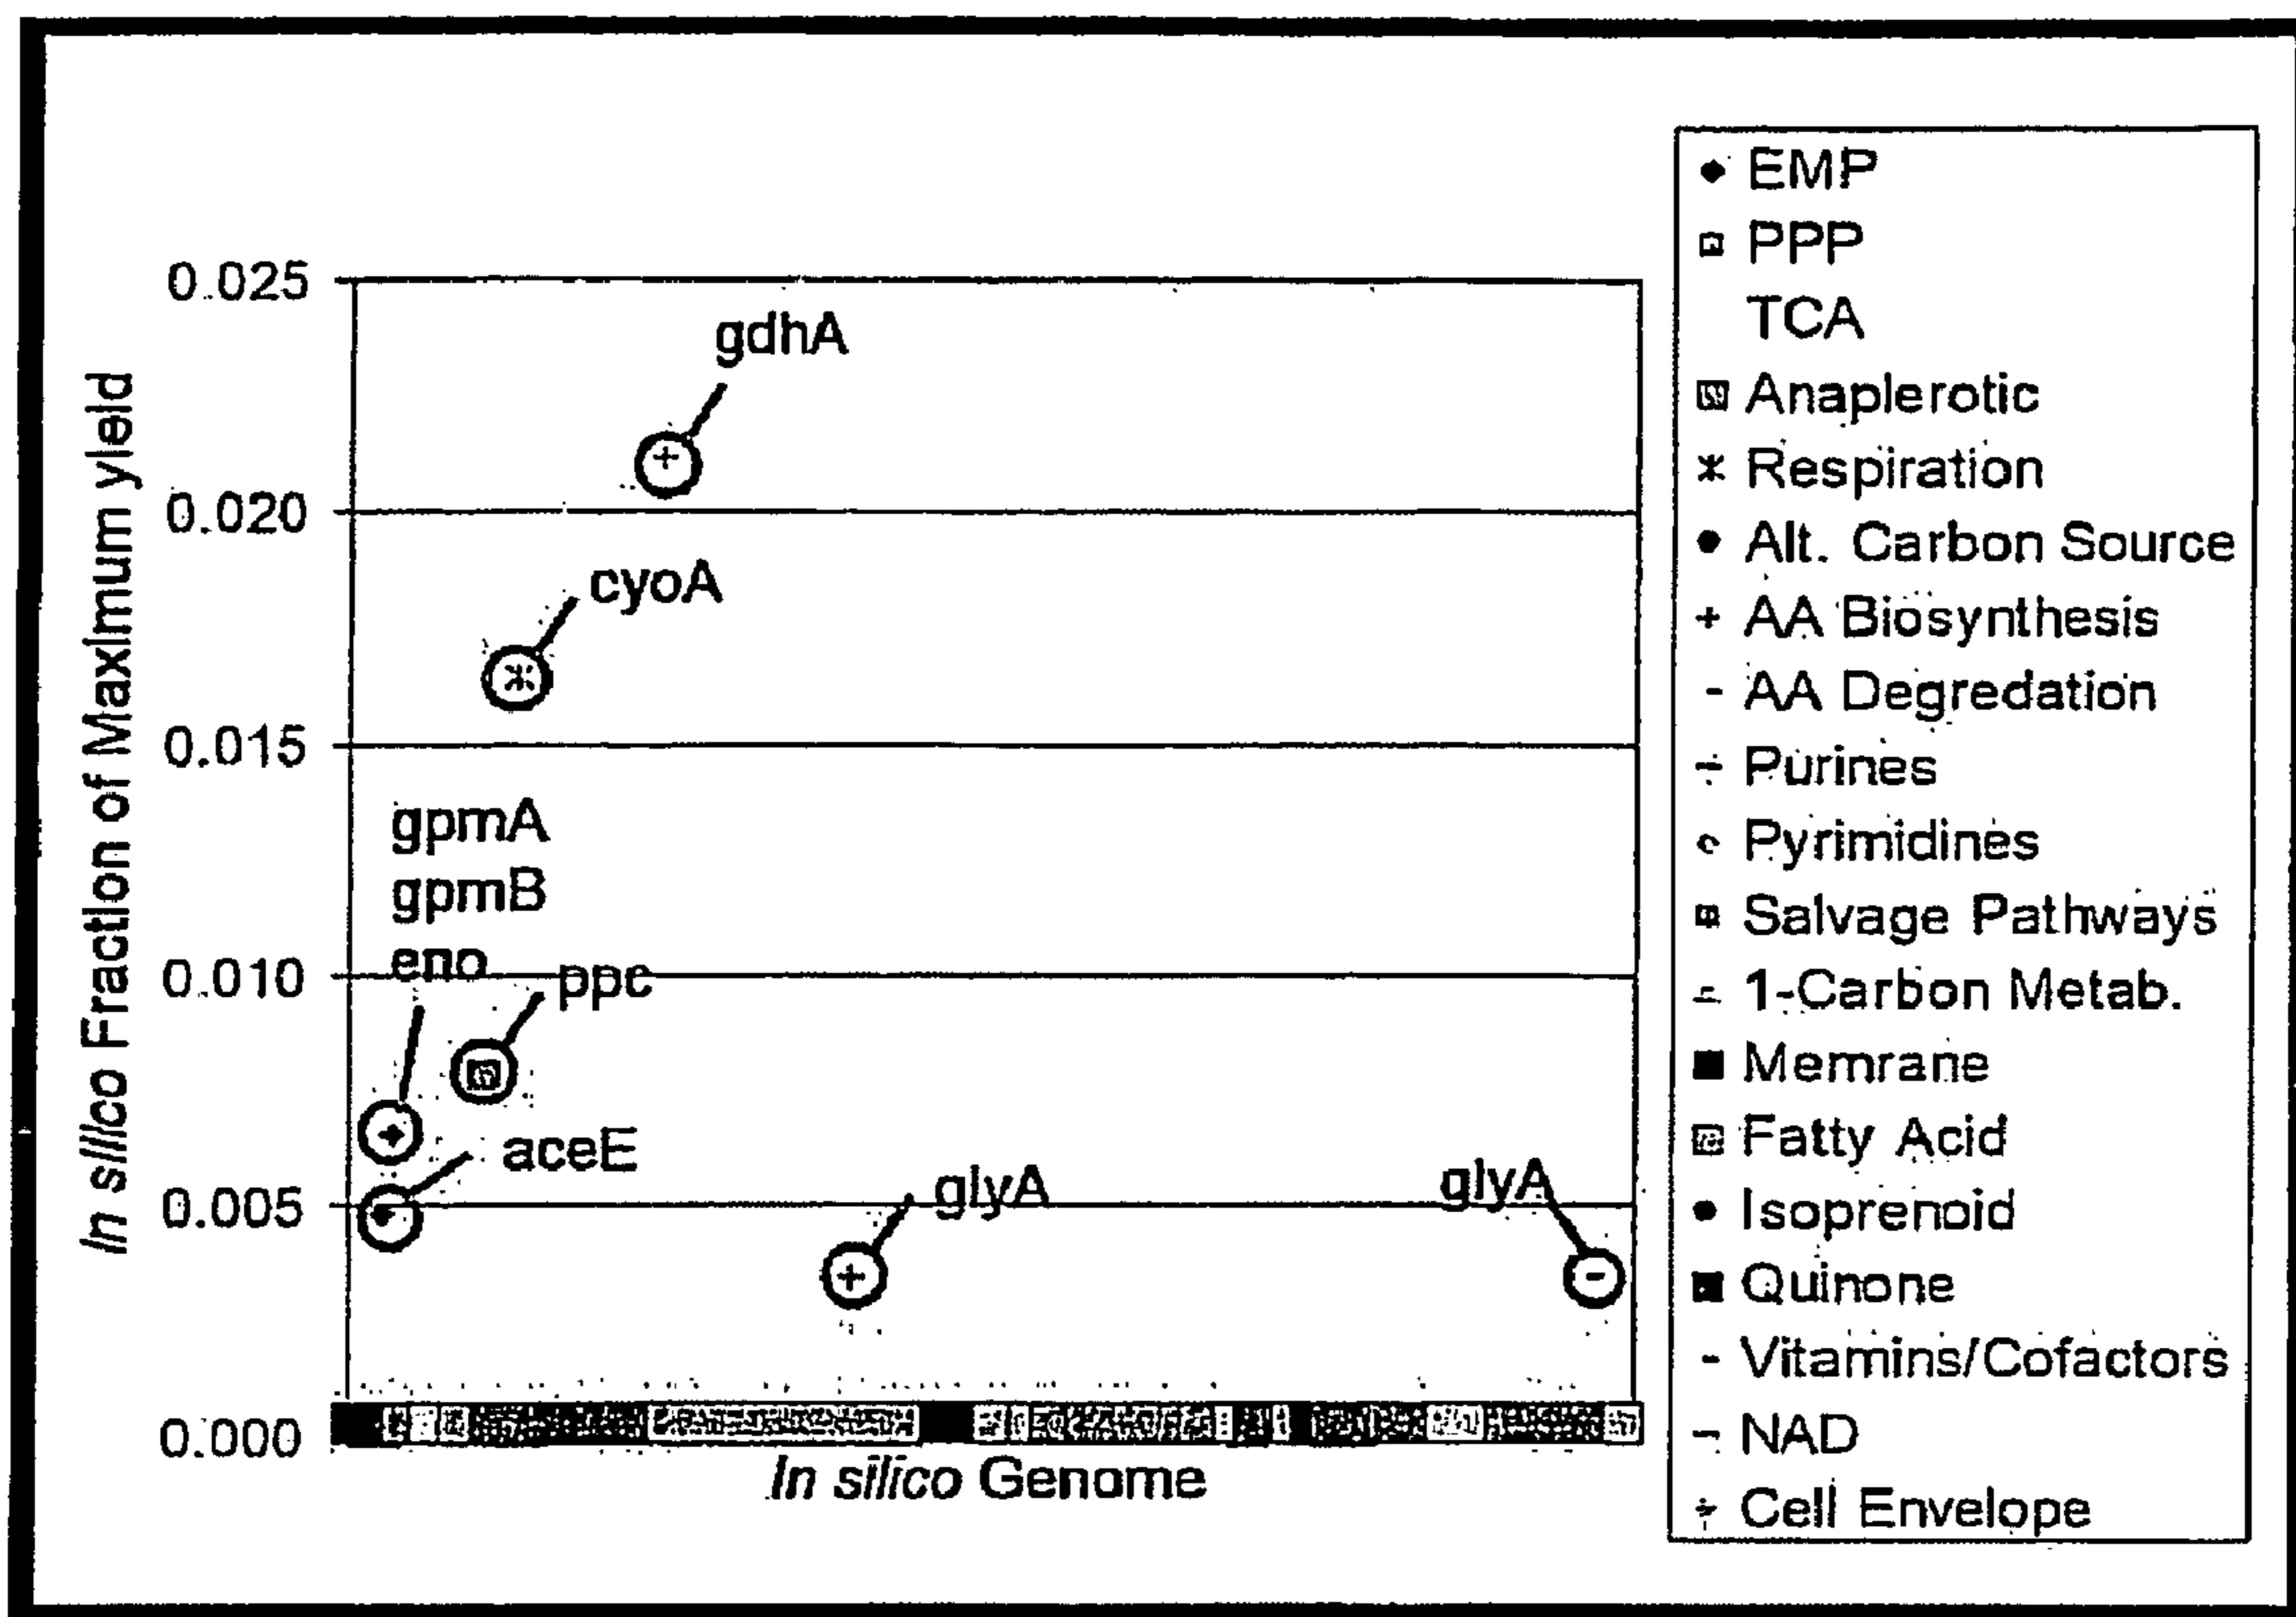 0.025
0.020
0.015
0.010
0.005
0.000
In silico Fraction of Maximum yield
gdhA
cyoA
gpmA
gpmB
eno
ppc
aceE
glyA
glyA
In silico Genome
EMP
PPP
TCA
Anaplerotic
Respiration
Alt. Carbon Source
AA Biosynthesis
AA Degredation
Purines
Pyrimidines
Salvage Pathways
1-Carbon Metab.
Memrane
Fatty Acid
Isoprenoid
Quinone
Vitamins/Cofactors
NAD
Cell Envelope